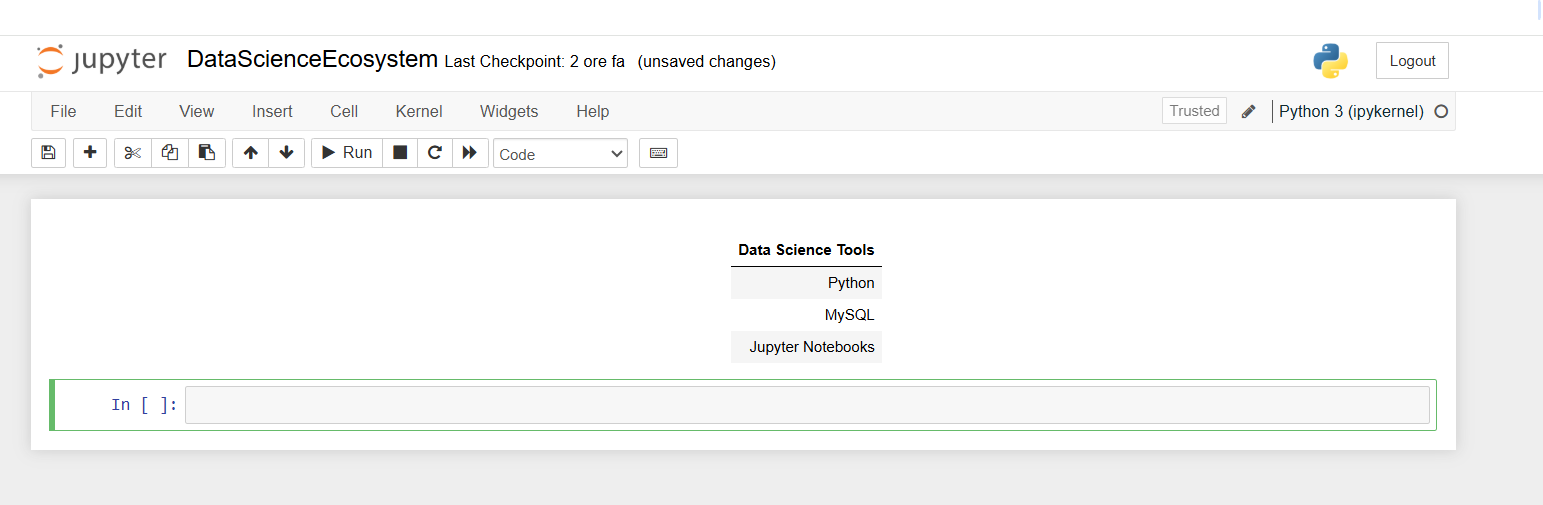 jupyter DataScienceEcosystem Last Checkpoint: 2 ore fa (unsaved changes) Logout
File Edit View Insert Cell Kernel Widgets Help Trusted Python 3 (ipykernel)
Run Code
Data Science Tools
Python
MySQL
Jupyter Notebooks
In [ ]: